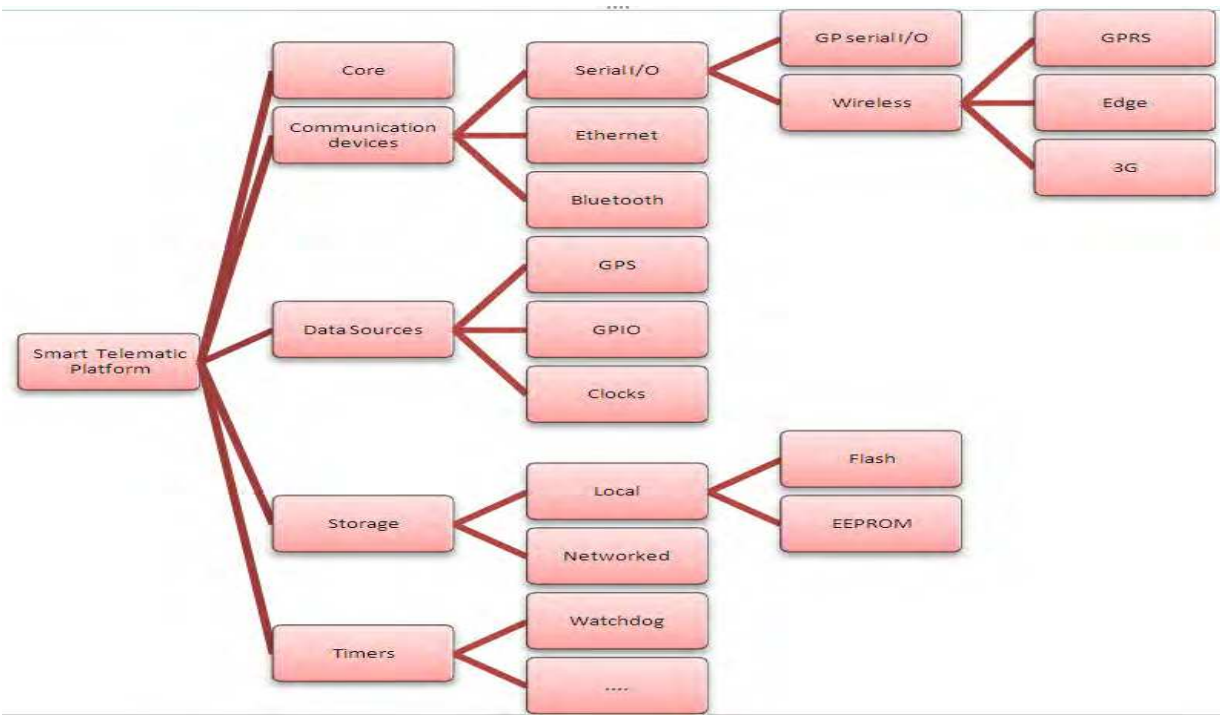 ....
GP serial I/O
GPRS
Core
Serial I/O
Wireless
Edge
Communication
devices
Ethernet
3G
Bluetooth
GPS
Smart Telematic
Platform
Data Sources
GPIO
Clocks
Flash
Local
Storage
EEPROM
Networked
Watchdog
Timers
....